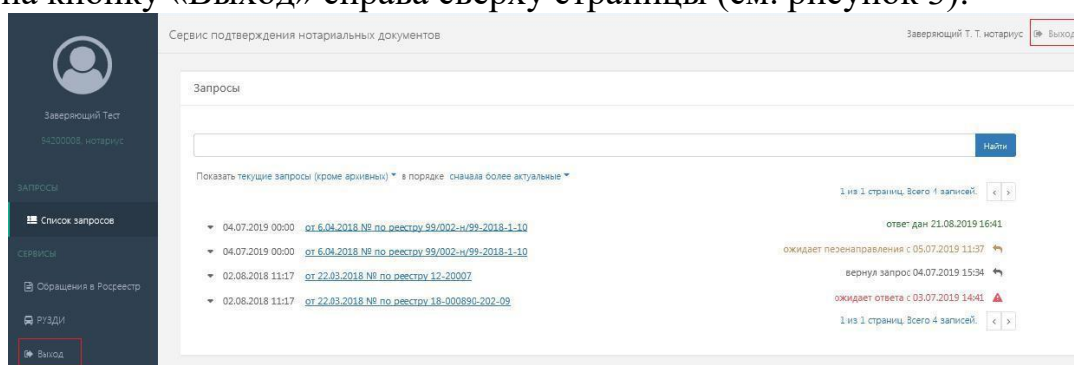 на кнопку «Выход» справа сверху страницы (см. рисунок 3).
Сервис подтверждения нотариальных документов
Заверяющий Т. Т. нотариус Выход
Заверяющий Тест
94200008, нотариус
ЗАПРОСЫ
Список запросов
СЕРВИСЫ
Обращения в Росреестр
РУЗДИ
Выход
Запросы
Найти
Показать текущие запросы (кроме архивных) в порядке сначала более актуальные
1 из 1 страниц. Всего 4 записей. < >
04.07.2019 00:00 от 6.04.2018 № по реестру 99/002-н/99-2018-1-10 ответ дан 21.08.2019 16:41
04.07.2019 00:00 от 6.04.2018 № по реестру 99/002-н/99-2018-1-10 ожидает перенаправления с 05.07.2019 11:37
02.08.2018 11:17 от 22.03.2018 № по реестру 12-20007 вернул запрос 04.07.2019 15:34
02.08.2018 11:17 от 22.03.2018 № по реестру 18-000890-202-09 ожидает ответа с 03.07.2019 14:41
1 из 1 страниц. Всего 4 записей. < >